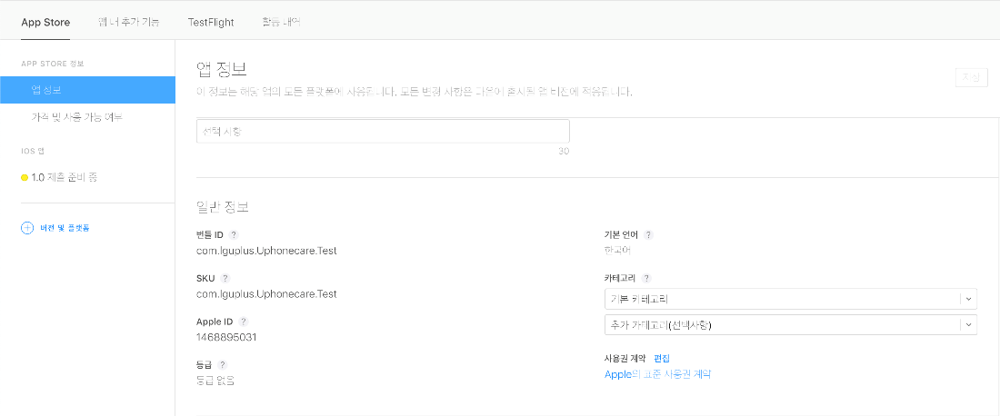 App Store 앱 내 추가 기능 TestFlight 활동 내역
APP STORE 정보
앱 정보
가격 및 사용 가능 여부
IOS 앱
1.0 제출 준비 중
버전 및 플랫폼
앱 정보
이 정보는 해당 앱의 모든 플랫폼에 사용됩니다. 모든 변경 사항은 다음에 출시될 앱 버전에 적용됩니다.
저장
선택 사항
30
일반 정보
번들 ID ?
com.lguplus.Uphonecare.Test
SKU ?
com.lguplus.Uphonecare.Test
Apple ID ?
1468895031
등급 ?
등급 없음
기본 언어 ?
한국어
카테고리 ?
기본 카테고리
추가 카테고리(선택사항)
사용권 계약 편집
Apple의 표준 사용권 계약